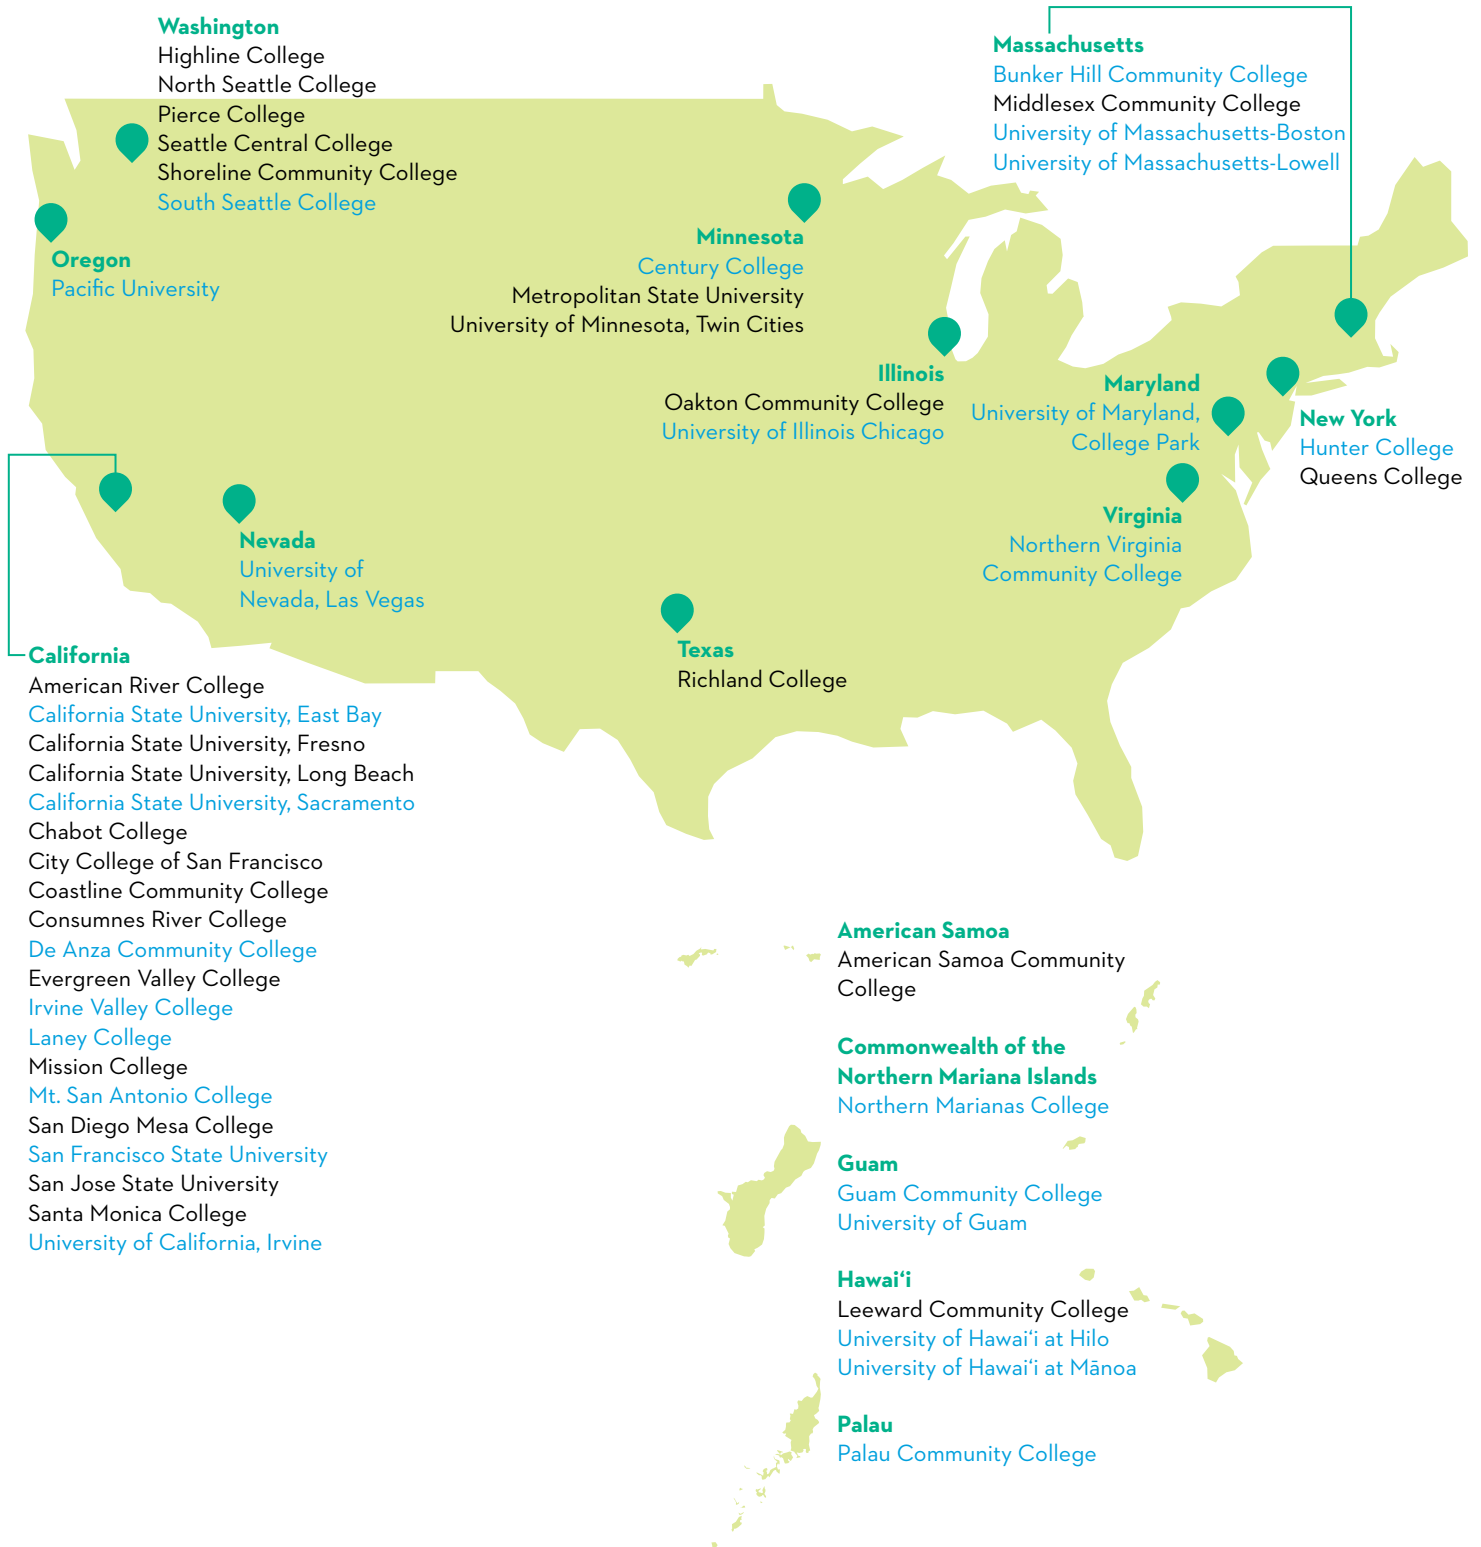 Washington
Highline College
North Seattle College
Pierce College
Seattle Central College
Shoreline Community College
South Seattle College
Massachusetts
Bunker Hill Community College
Middlesex Community College
University of Massachusetts-Boston
University of Massachusetts-Lowell
Oregon
Pacific University
Minnesota
Century College
Metropolitan State University
University of Minnesota, Twin Cities
Illinois
Oakton Community College
University of Illinois Chicago
Maryland
University of Maryland,
College Park
New York
Hunter College
Queens College
Virginia
Northern Virginia
Community College
Nevada
University of
Nevada, Las Vegas
Texas
Richland College
California
American River College
California State University, East Bay
California State University, Fresno
California State University, Long Beach
California State University, Sacramento
Chabot College
City College of San Francisco
Coastline Community College
Consumnes River College
De Anza Community College
Evergreen Valley College
Irvine Valley College
Laney College
Mission College
Mt. San Antonio College
San Diego Mesa College
San Francisco State University
San Jose State University
Santa Monica College
University of California, Irvine
American Samoa
American Samoa Community
College
Commonwealth of the
Northern Mariana Islands
Northern Marianas College
Guam
Guam Community College
University of Guam
Hawai‘i
Leeward Community College
University of Hawai‘i at Hilo
University of Hawai‘i at Mānoa
Palau
Palau Community College